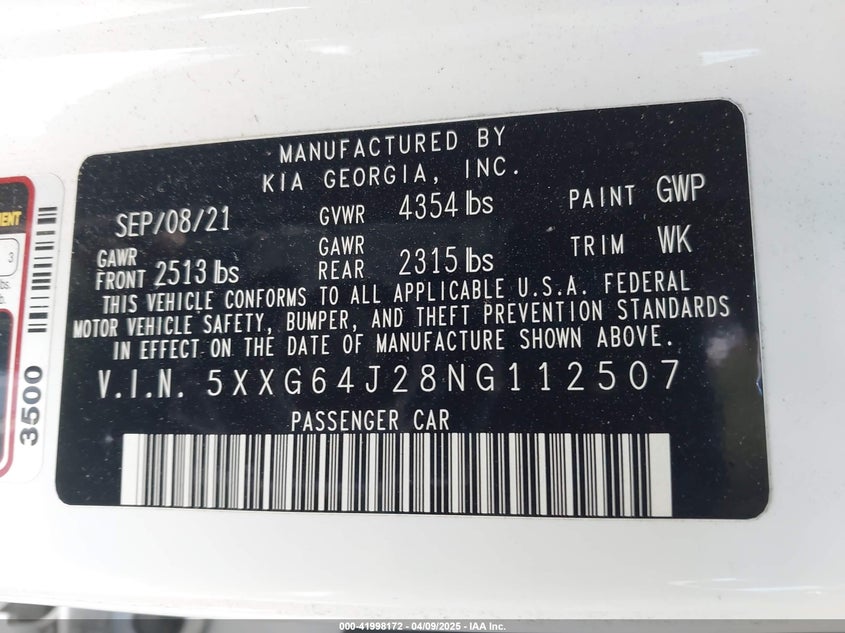 MANUFACTURED BY
KIA GEORGIA, INC.
SEP/08/21 GVWR 4354 lbs PAINT GWP
GAWR FRONT 2513 lbs GAWR REAR 2315 lbs TRIM WK
THIS VEHICLE CONFORMS TO ALL APPLICABLE U.S.A. FEDERAL
MOTOR VEHICLE SAFETY, BUMPER, AND THEFT PREVENTION STANDARDS
IN EFFECT ON THE DATE OF MANUFACTURE SHOWN ABOVE.
V.I.N. 5XXG64J28NG112507
PASSENGER CAR
3
3500
000-41998172 | 04/09/2025 | IAA Inc.